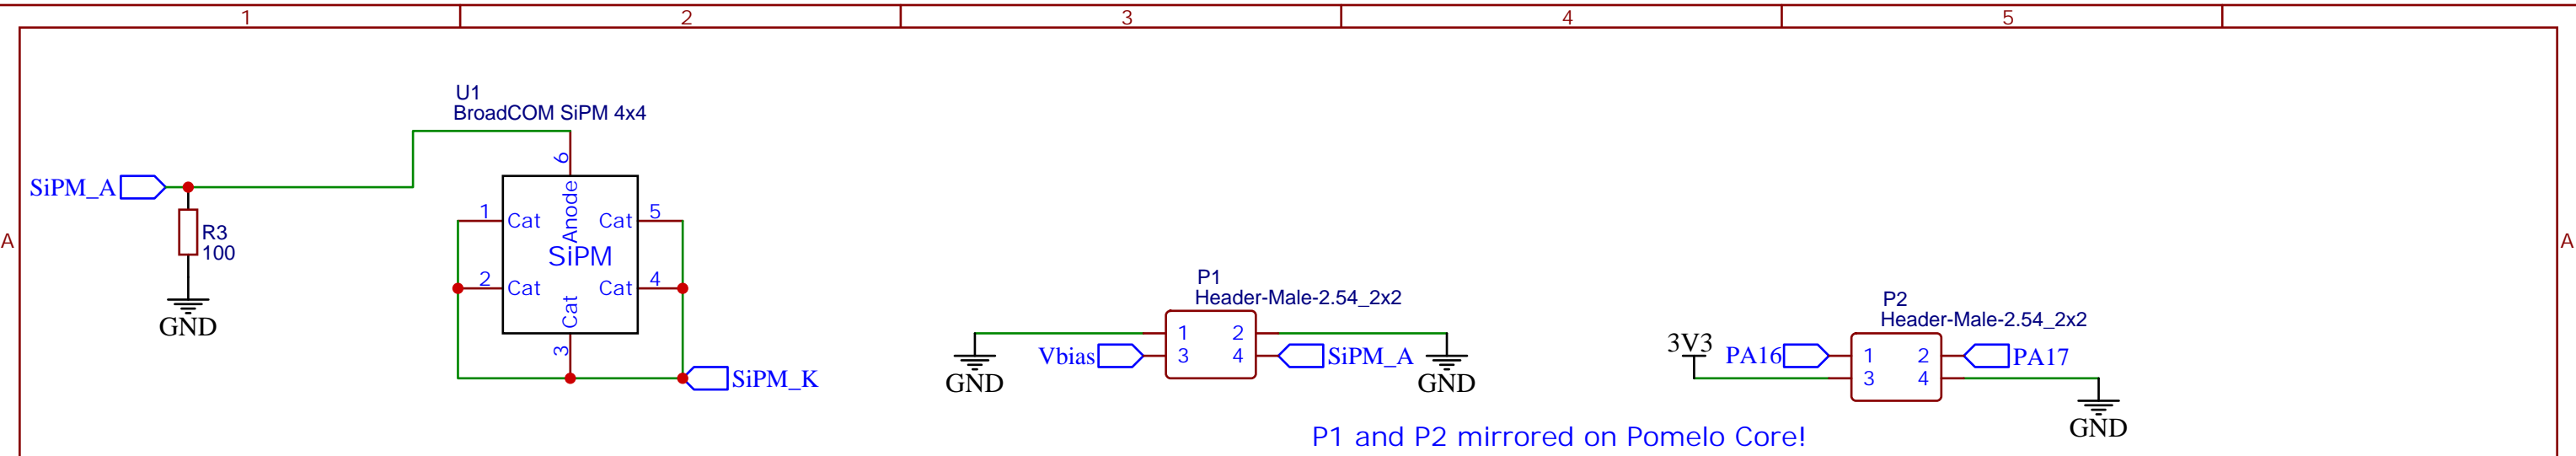 1 2 3 4 5
U1
BroadCOM SiPM 4x4
6
SiPM_A
Anode
1 Cat Cat 5
R3
100
SiPM
2 Cat Cat 4
Cat
3
GND
SiPM_K
P1
Header-Male-2.54_2x2
1 2
Vbias 3 4 SiPM_A
GND GND
P2
Header-Male-2.54_2x2
3V3 PA16 1 2 PA17
3 4
GND
P1 and P2 mirrored on Pomelo Core!
A A